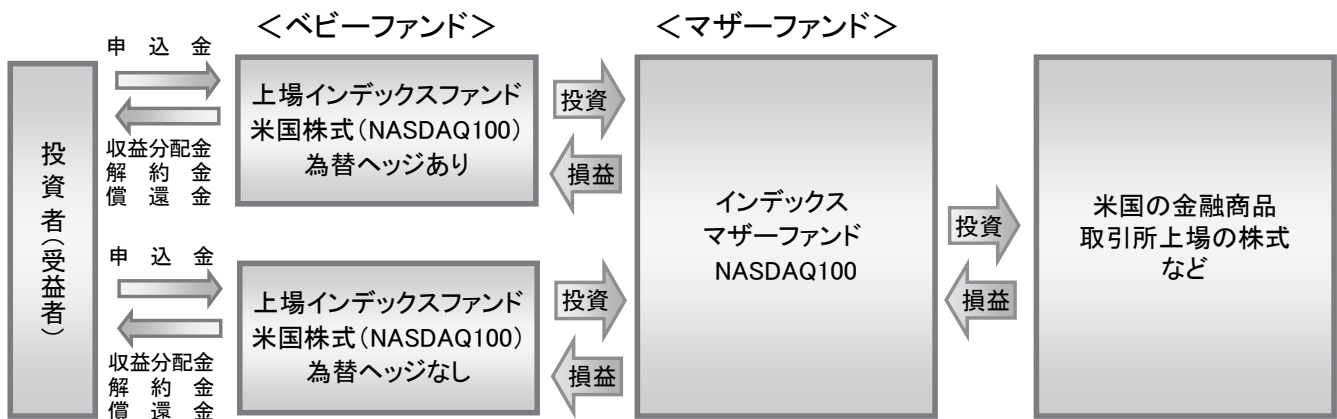 ＜ベビーファンド＞
＜マザーファンド＞
投資者（受益者）
申込金
収益分配金
解約金
償還金
上場インデックスファンド
米国株式（NASDAQ100）
為替ヘッジあり
投資
損益
申込金
収益分配金
解約金
償還金
上場インデックスファンド
米国株式（NASDAQ100）
為替ヘッジなし
投資
損益
インデックス
マザーファンド
NASDAQ100
投資
損益
米国の金融商品
取引所上場の株式
など